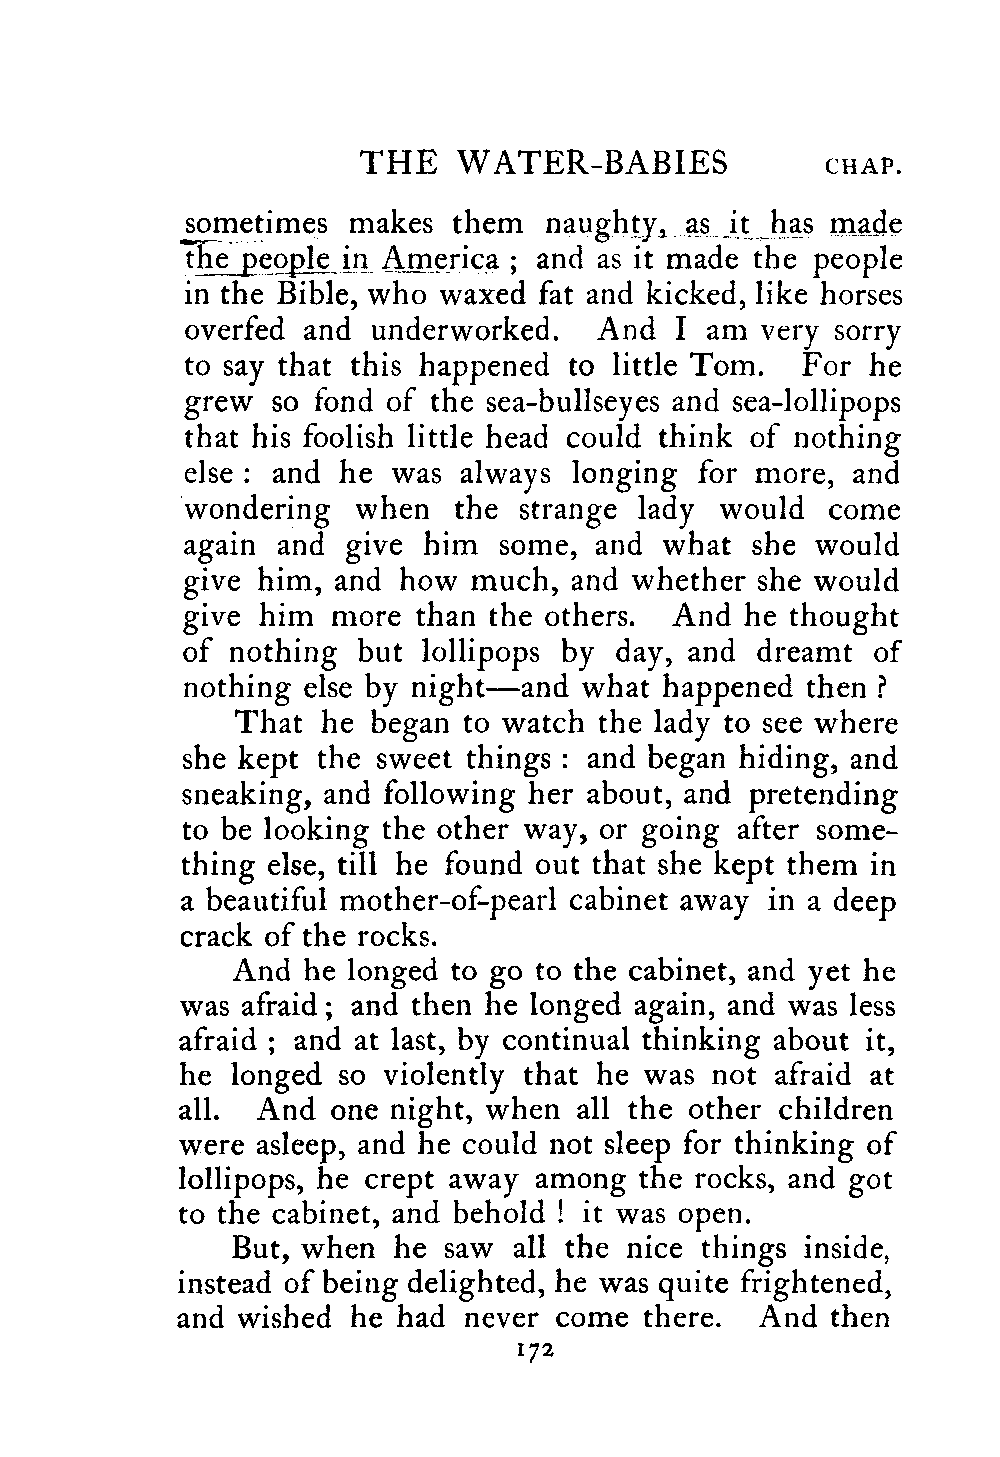 THE WATER-BABIES CHAP.
sometimes makes them naughty, as it has made
the people in America ; and as it made the people
in the Bible, who waxed fat and kicked, like horses
overfed and underworked. And I am very sorry
to say that this happened to little Tom. For he
grew so fond of the sea-bullseyes and sea-lollipops
that his foolish little head could think of nothing
else : and he was always longing for more, and
wondering when the strange lady would come
again and give him some, and what she would
give him, and how much, and whether she would
give him more than the others. And he thought
of nothing but lollipops by day, and dreamt of
nothing else by night—and what happened then ?
That he began to watch the lady to see where
she kept the sweet things : and began hiding, and
sneaking, and following her about, and pretending
to be looking the other way, or going after some-
thing else, till he found out that she kept them in
a beautiful mother-of-pearl cabinet away in a deep
crack of the rocks.
And he longed to go to the cabinet, and yet he
was afraid ; and then he longed again, and was less
afraid ; and at last, by continual thinking about it,
he longed so violently that he was not afraid at
all. And one night, when all the other children
were asleep, and he could not sleep for thinking of
lollipops, he crept away among the rocks, and got
to the cabinet, and behold ! it was open.
But, when he saw all the nice things inside,
instead of being delighted, he was quite frightened,
and wished he had never come there. And then
172